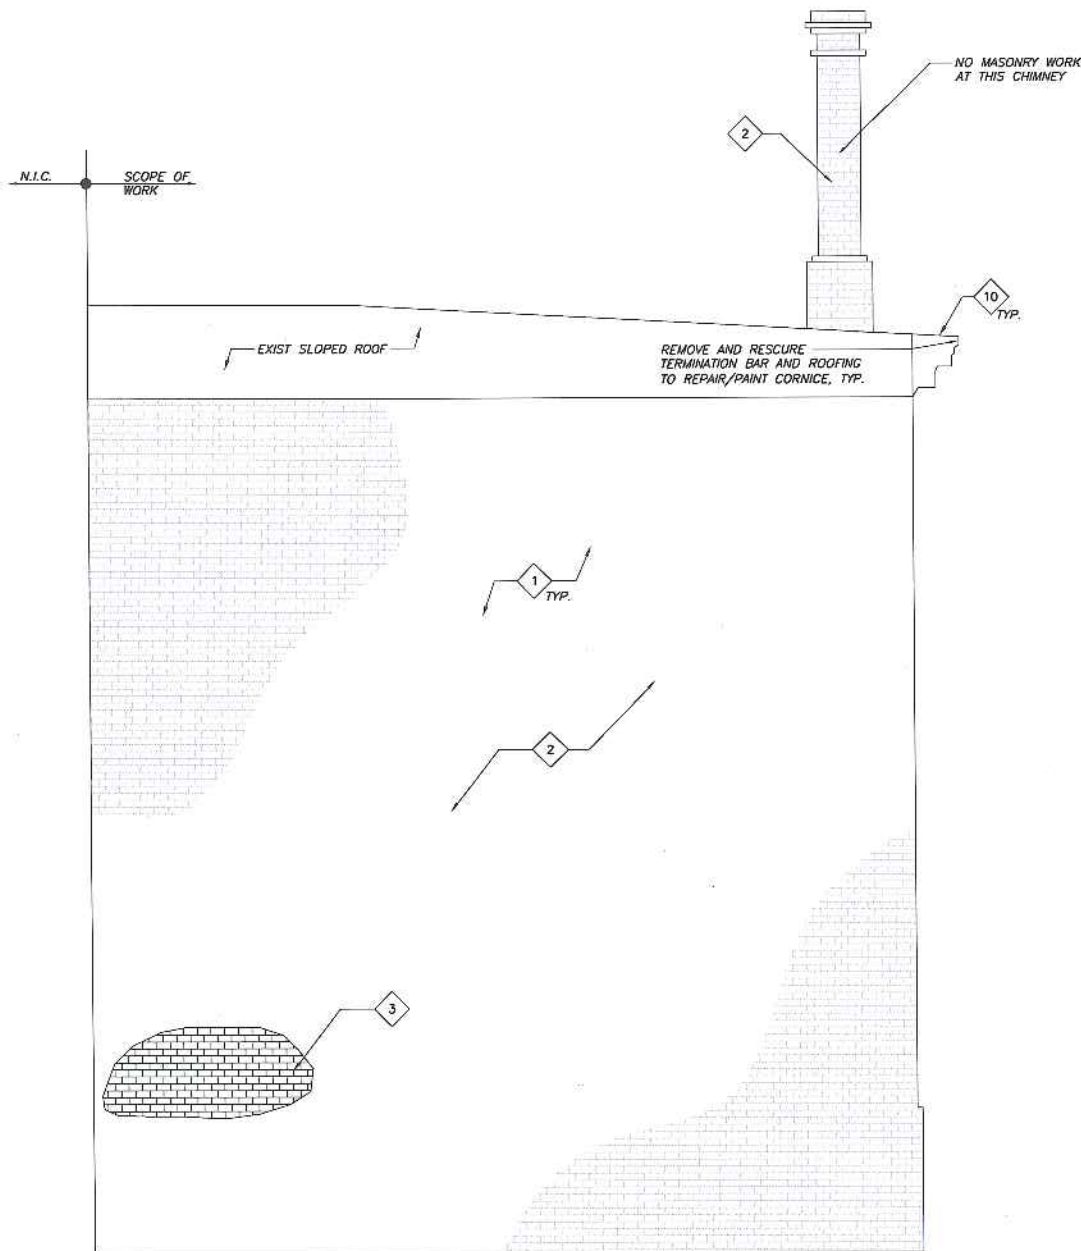 NO MASONRY WORK
AT THIS CHIMNEY
2
N.I.C.
SCOPE OF
WORK
10
TYP.
EXIST SLOPED ROOF
REMOVE AND RESCURE
TERMINATION BAR AND ROOFING
TO REPAIR/PAINT CORNICE, TYP.
1
TYP.
2
3